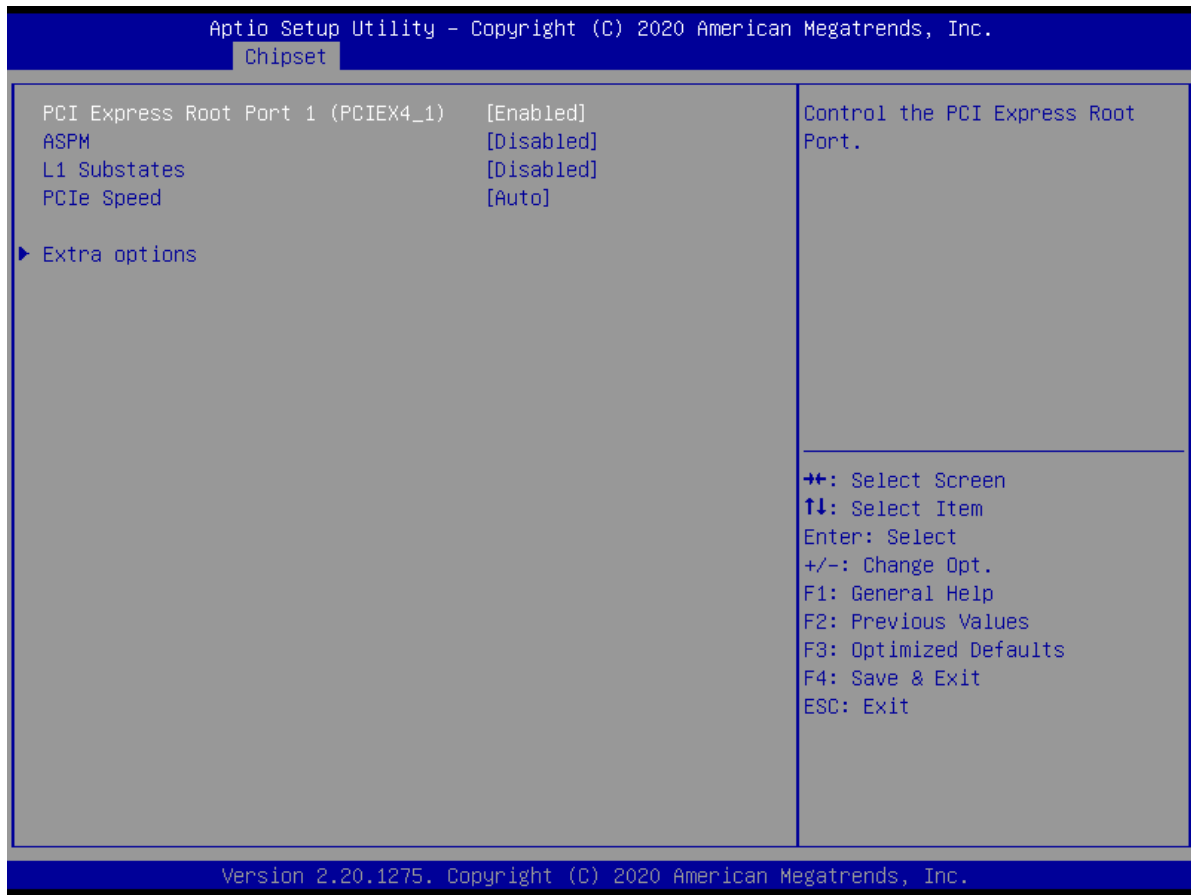 Aptio Setup Utility – Copyright (C) 2020 American Megatrends, Inc.
Chipset
PCI Express Root Port 1 (PCIEX4_1) [Enabled]
ASPM [Disabled]
L1 Substates [Disabled]
PCIe Speed [Auto]
▶ Extra options
Control the PCI Express Root
Port.
→←: Select Screen
↑↓: Select Item
Enter: Select
+/-: Change Opt.
F1: General Help
F2: Previous Values
F3: Optimized Defaults
F4: Save & Exit
ESC: Exit
Version 2.20.1275. Copyright (C) 2020 American Megatrends, Inc.